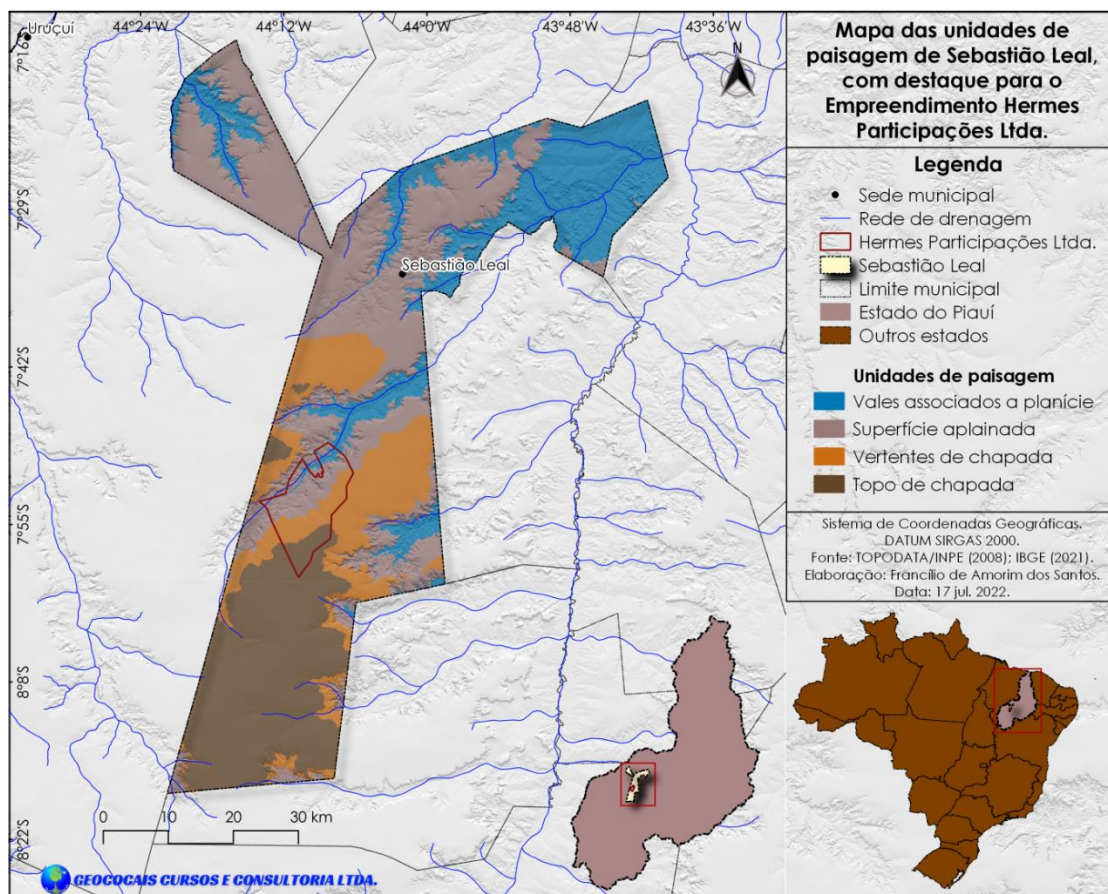 44°24'W
44°12'W
44°0'W
43°48'W
43°36'W
Uruçuí
7°16'S
7°29'S
7°42'S
7°55'S
8°8'S
8°22'S
N
Sebastião Leal
0 10 20 30 km
GEOCOCAIS CURSOS E CONSULTORIA LTDA.
Mapa das unidades de
paisagem de Sebastião Leal,
com destaque para o
Empreendimento Hermes
Participações Ltda.
Legenda
Sede municipal
Rede de drenagem
Hermes Participações Ltda.
Sebastião Leal
Limite municipal
Estado do Piauí
Outros estados
Unidades de paisagem
Vales associados a planície
Superfície aplainada
Vertentes de chapada
Topo de chapada
Sistema de Coordenadas Geográficas.
DATUM SIRGAS 2000.
Fonte: TOPODATA/INPE (2008); IBGE (2021).
Elaboração: Francílio de Amorim dos Santos.
Data: 17 jul. 2022.